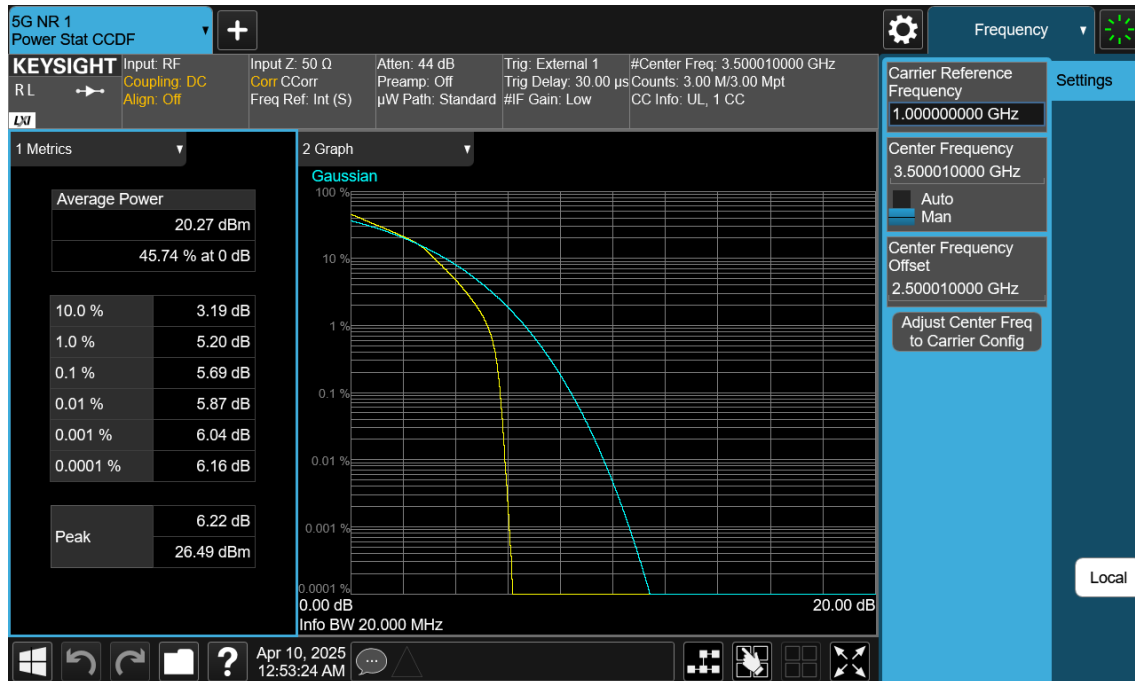 5G NR 1
Power Stat CCDF
+
Frequency
KEYSIGHT
R L
LXI
Input: RF
Coupling: DC
Align: Off
Input Z: 50 Ω
Corr CCorr
Freq Ref: Int (S)
Atten: 44 dB
Preamp: Off
µW Path: Standard
Trig: External 1
Trig Delay: 30.00 µs
#IF Gain: Low
#Center Freq: 3.500010000 GHz
Counts: 3.00 M/3.00 Mpt
CC Info: UL, 1 CC
1 Metrics
Average Power
20.27 dBm
45.74 % at 0 dB
10.0 % 3.19 dB
1.0 % 5.20 dB
0.1 % 5.69 dB
0.01 % 5.87 dB
0.001 % 6.04 dB
0.0001 % 6.16 dB
Peak
6.22 dB
26.49 dBm
2 Graph
Gaussian
100 %
10 %
1 %
0.1 %
0.01 %
0.001 %
0.0001 %
0.00 dB 20.00 dB
Info BW 20.000 MHz
Carrier Reference
Frequency
1.000000000 GHz
Center Frequency
3.500010000 GHz
Auto
Man
Center Frequency
Offset
2.500010000 GHz
Adjust Center Freq
to Carrier Config
Settings
Local
?
Apr 10, 2025
12:53:24 AM